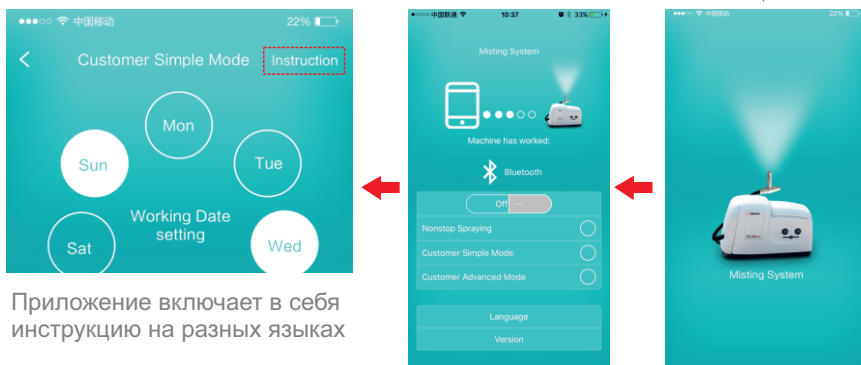 中国移动 22%
Customer Simple Mode Instruction
Mon
Sun
Tue
Working Date
setting
Sat
Wed
Приложение включает в себя
инструкцию на разных языках
中国联通 10:37 33%
Misting System
Machine has worked:
Bluetooth
Off --
Nonstop Spraying
Customer Simple Mode
Customer Advanced Mode
Language
Version
中国移动 22%
Misting System